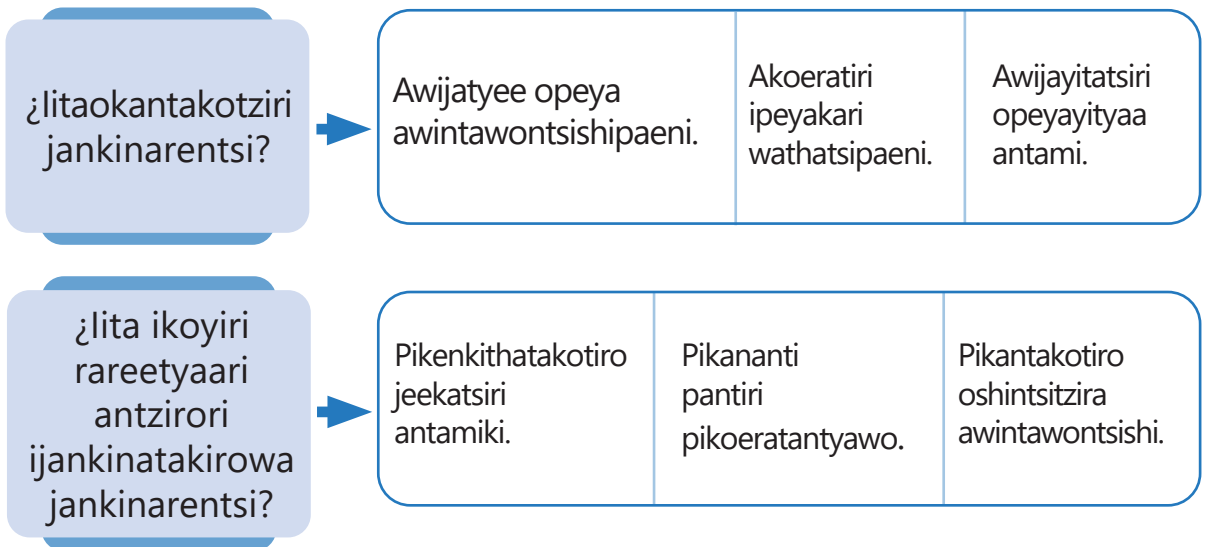 ¿Iitaokantakotziri
jankinarentsi?
Awijatyee opeya
awintawontsishipaeni.
Akoeratiri
ipeyakari
wathatsipaeni.
Awijayitatsiri
opeyayityaa
antami.
¿Iita ikoyiri
rareetyaari
antzirori
ijankinatakirowa
jankinarentsi?
Pikenkithatakotiro
jeekatsiri
antamiki.
Pikananti
pantiri
pikoeratantyawo.
Pikantakotiro
oshintsitzira
awintawontsishi.